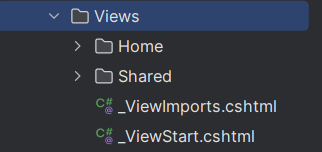 Views
Home
Shared
C#
@ _ViewImports.cshtml
C#
@ _ViewStart.cshtml